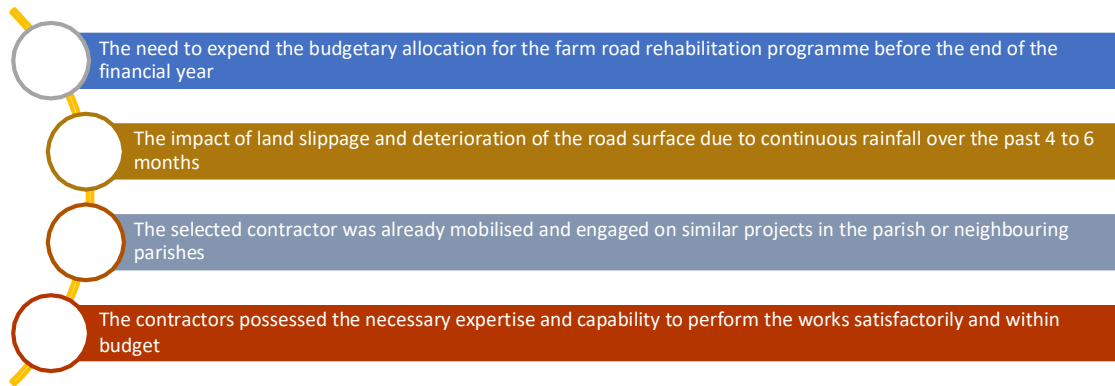 The need to expend the budgetary allocation for the farm road rehabilitation programme before the end of the
financial year
The impact of land slippage and deterioration of the road surface due to continuous rainfall over the past 4 to 6
months
The selected contractor was already mobilised and engaged on similar projects in the parish or neighbouring
parishes
The contractors possessed the necessary expertise and capability to perform the works satisfactorily and within
budget